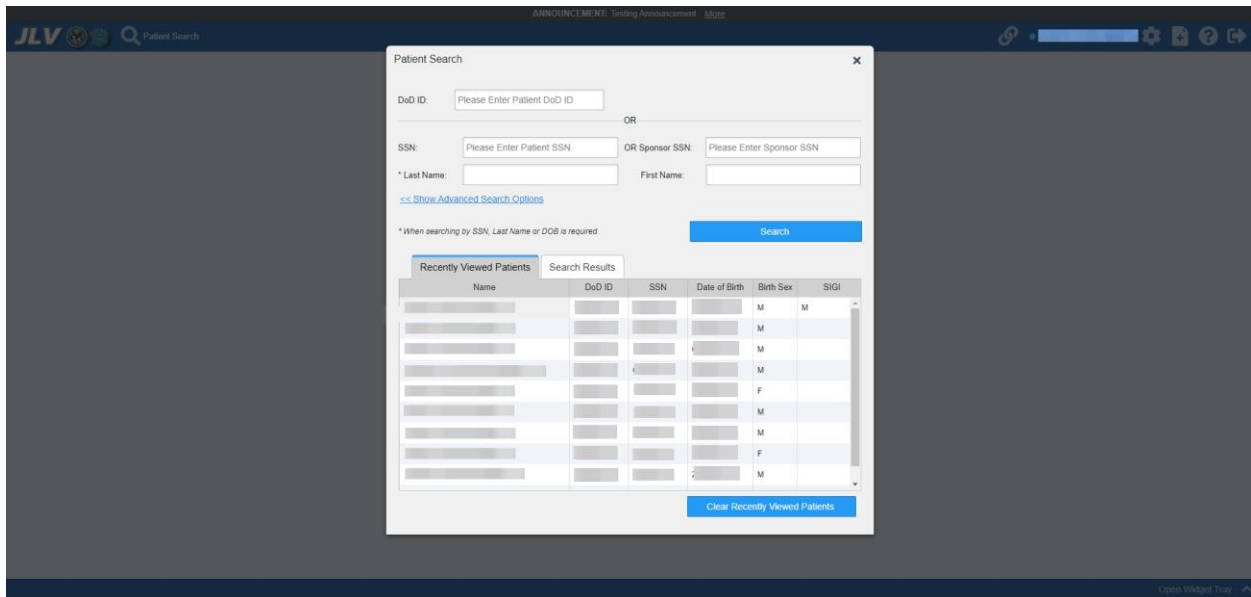 ANNOUNCEMENT: Testing Announcement More
JLV Patient Search
Patient Search
DoD ID: Please Enter Patient DoD ID
OR
SSN: Please Enter Patient SSN OR Sponsor SSN: Please Enter Sponsor SSN
* Last Name: First Name:
<< Show Advanced Search Options
* When searching by SSN, Last Name or DOB is required. Search
Recently Viewed Patients Search Results
Name DoD ID SSN Date of Birth Birth Sex SIGI
M M
M
M
M
F
M
M
F
M
Clear Recently Viewed Patients
Open Widget Tray